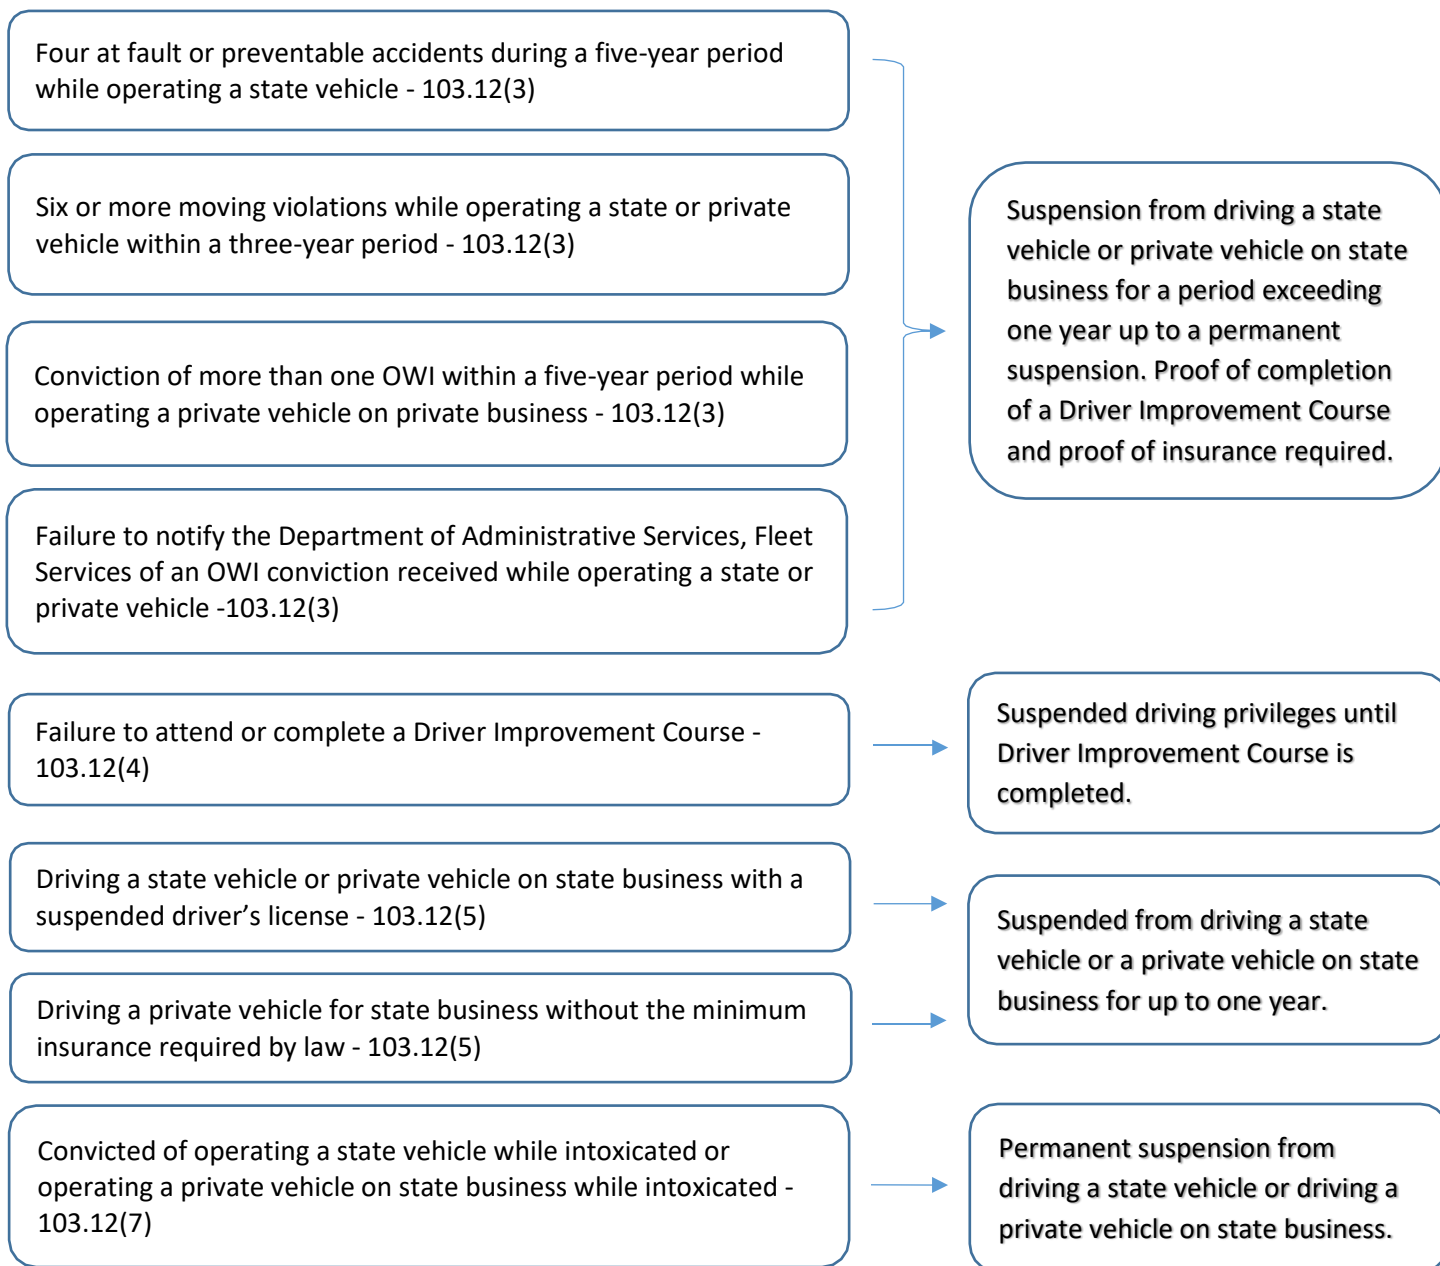 Four at fault or preventable accidents during a five-year period
while operating a state vehicle - 103.12(3)
Six or more moving violations while operating a state or private
vehicle within a three-year period - 103.12(3)
Conviction of more than one OWI within a five-year period while
operating a private vehicle on private business - 103.12(3)
Failure to notify the Department of Administrative Services, Fleet
Services of an OWI conviction received while operating a state or
private vehicle -103.12(3)
Suspension from driving a state
vehicle or private vehicle on state
business for a period exceeding
one year up to a permanent
suspension. Proof of completion
of a Driver Improvement Course
and proof of insurance required.
Failure to attend or complete a Driver Improvement Course -
103.12(4)
Suspended driving privileges until
Driver Improvement Course is
completed.
Driving a state vehicle or private vehicle on state business with a
suspended driver’s license - 103.12(5)
Driving a private vehicle for state business without the minimum
insurance required by law - 103.12(5)
Suspended from driving a state
vehicle or a private vehicle on state
business for up to one year.
Convicted of operating a state vehicle while intoxicated or
operating a private vehicle on state business while intoxicated -
103.12(7)
Permanent suspension from
driving a state vehicle or driving a
private vehicle on state business.